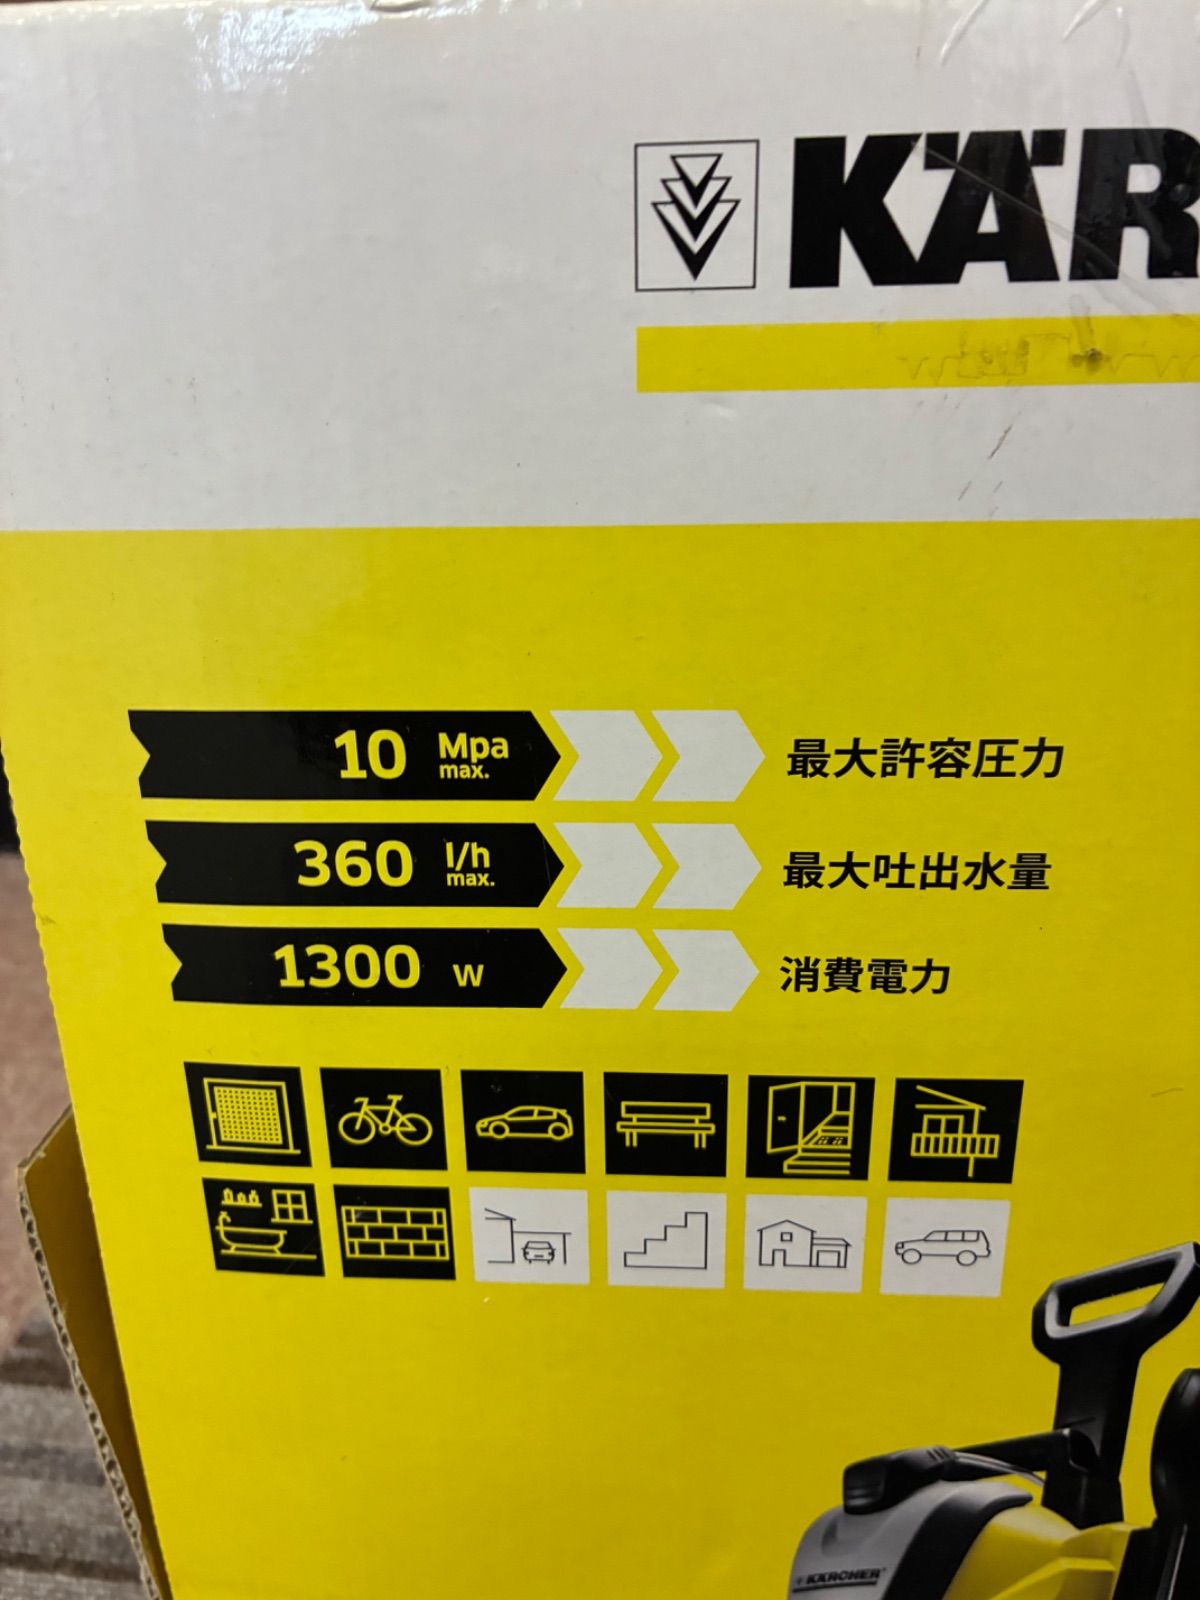 KÄR
10 Mpa max. 最大許容圧力
360 l/h max. 最大吐出水量
1300 W 消費電力
KÄRCHER